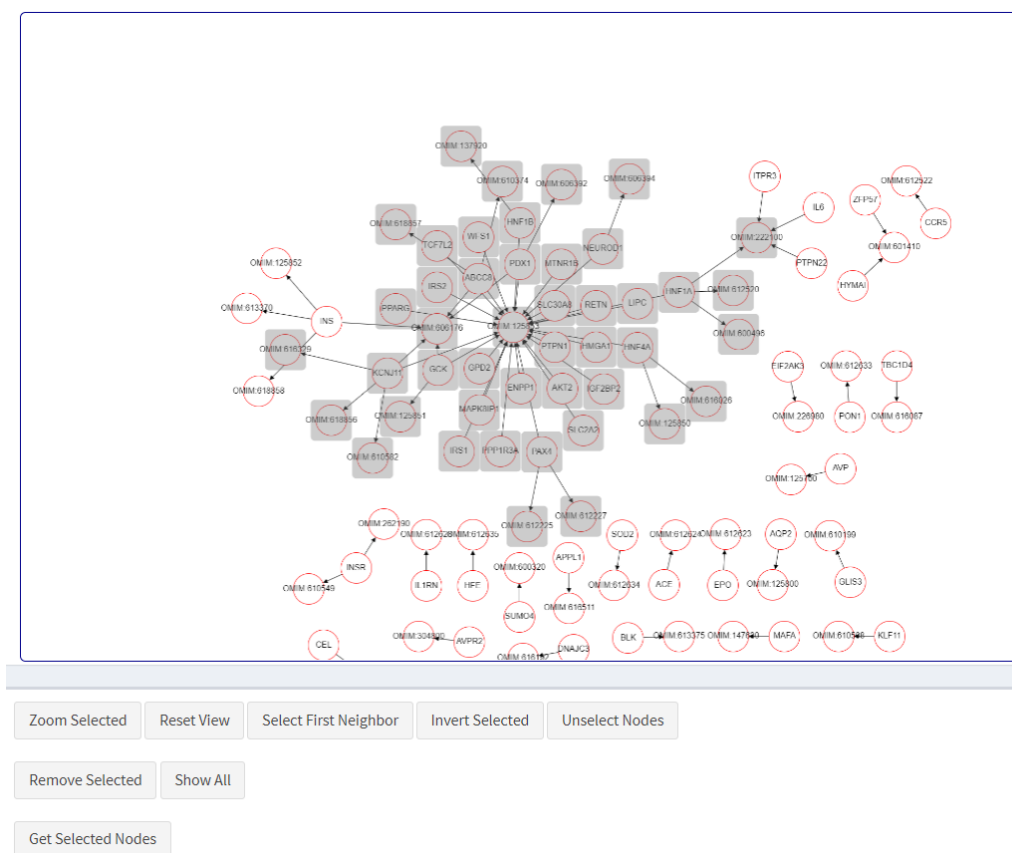 OMIM:137920
OMIM:610374
OMIM:606392
OMIM:606394
ITPR3
OMIM:612522
IL6
ZFP57
CCR5
OMIM:618857
HNF1B
WFS1
TCF7L2
NEUROD1
OMIM:222100
OMIM:601410
OMIM:125852
PDX1
MTNR1B
PTPN22
ABCC8
IRS2
HNF1A
OMIM:612520
HYMAI
OMIM:613370
PPARG
SLC30A8
RETN
LIPC
INS
OMIM:606176
OMIM:125853
OMIM:600496
OMIM:616329
PTPN1
HMGA1
HNF4A
KCNJ11
GCK
GPD2
EIF2AK3
OMIM:612633
TBC1D4
OMIM:618858
ENPP1
AKT2
IGF2BP2
OMIM:616026
OMIM:618856
OMIM:125851
MAPK8IP1
OMIM:125850
OMIM:226980
PON1
OMIM:616087
SLC2A2
IRS1
PPP1R3A
PAX4
OMIM:610582
AVP
OMIM:612225
OMIM:612227
OMIM:262190
OMIM:612628
OMIM:612635
SOD2
OMIM:612624
OMIM:612623
AQP2
OMIM:610199
INSR
OMIM:600320
APPL1
OMIM:610549
IL1RN
HFE
OMIM:612634
ACE
EPO
OMIM:125800
GLIS3
SUMO4
OMIM:616511
CEL
OMIM:304800
AVPR2
DNAJC3
BLK
OMIM:613375
MAFA
KLF11
Zoom Selected Reset View Select First Neighbor Invert Selected Unselect Nodes
Remove Selected Show All
Get Selected Nodes